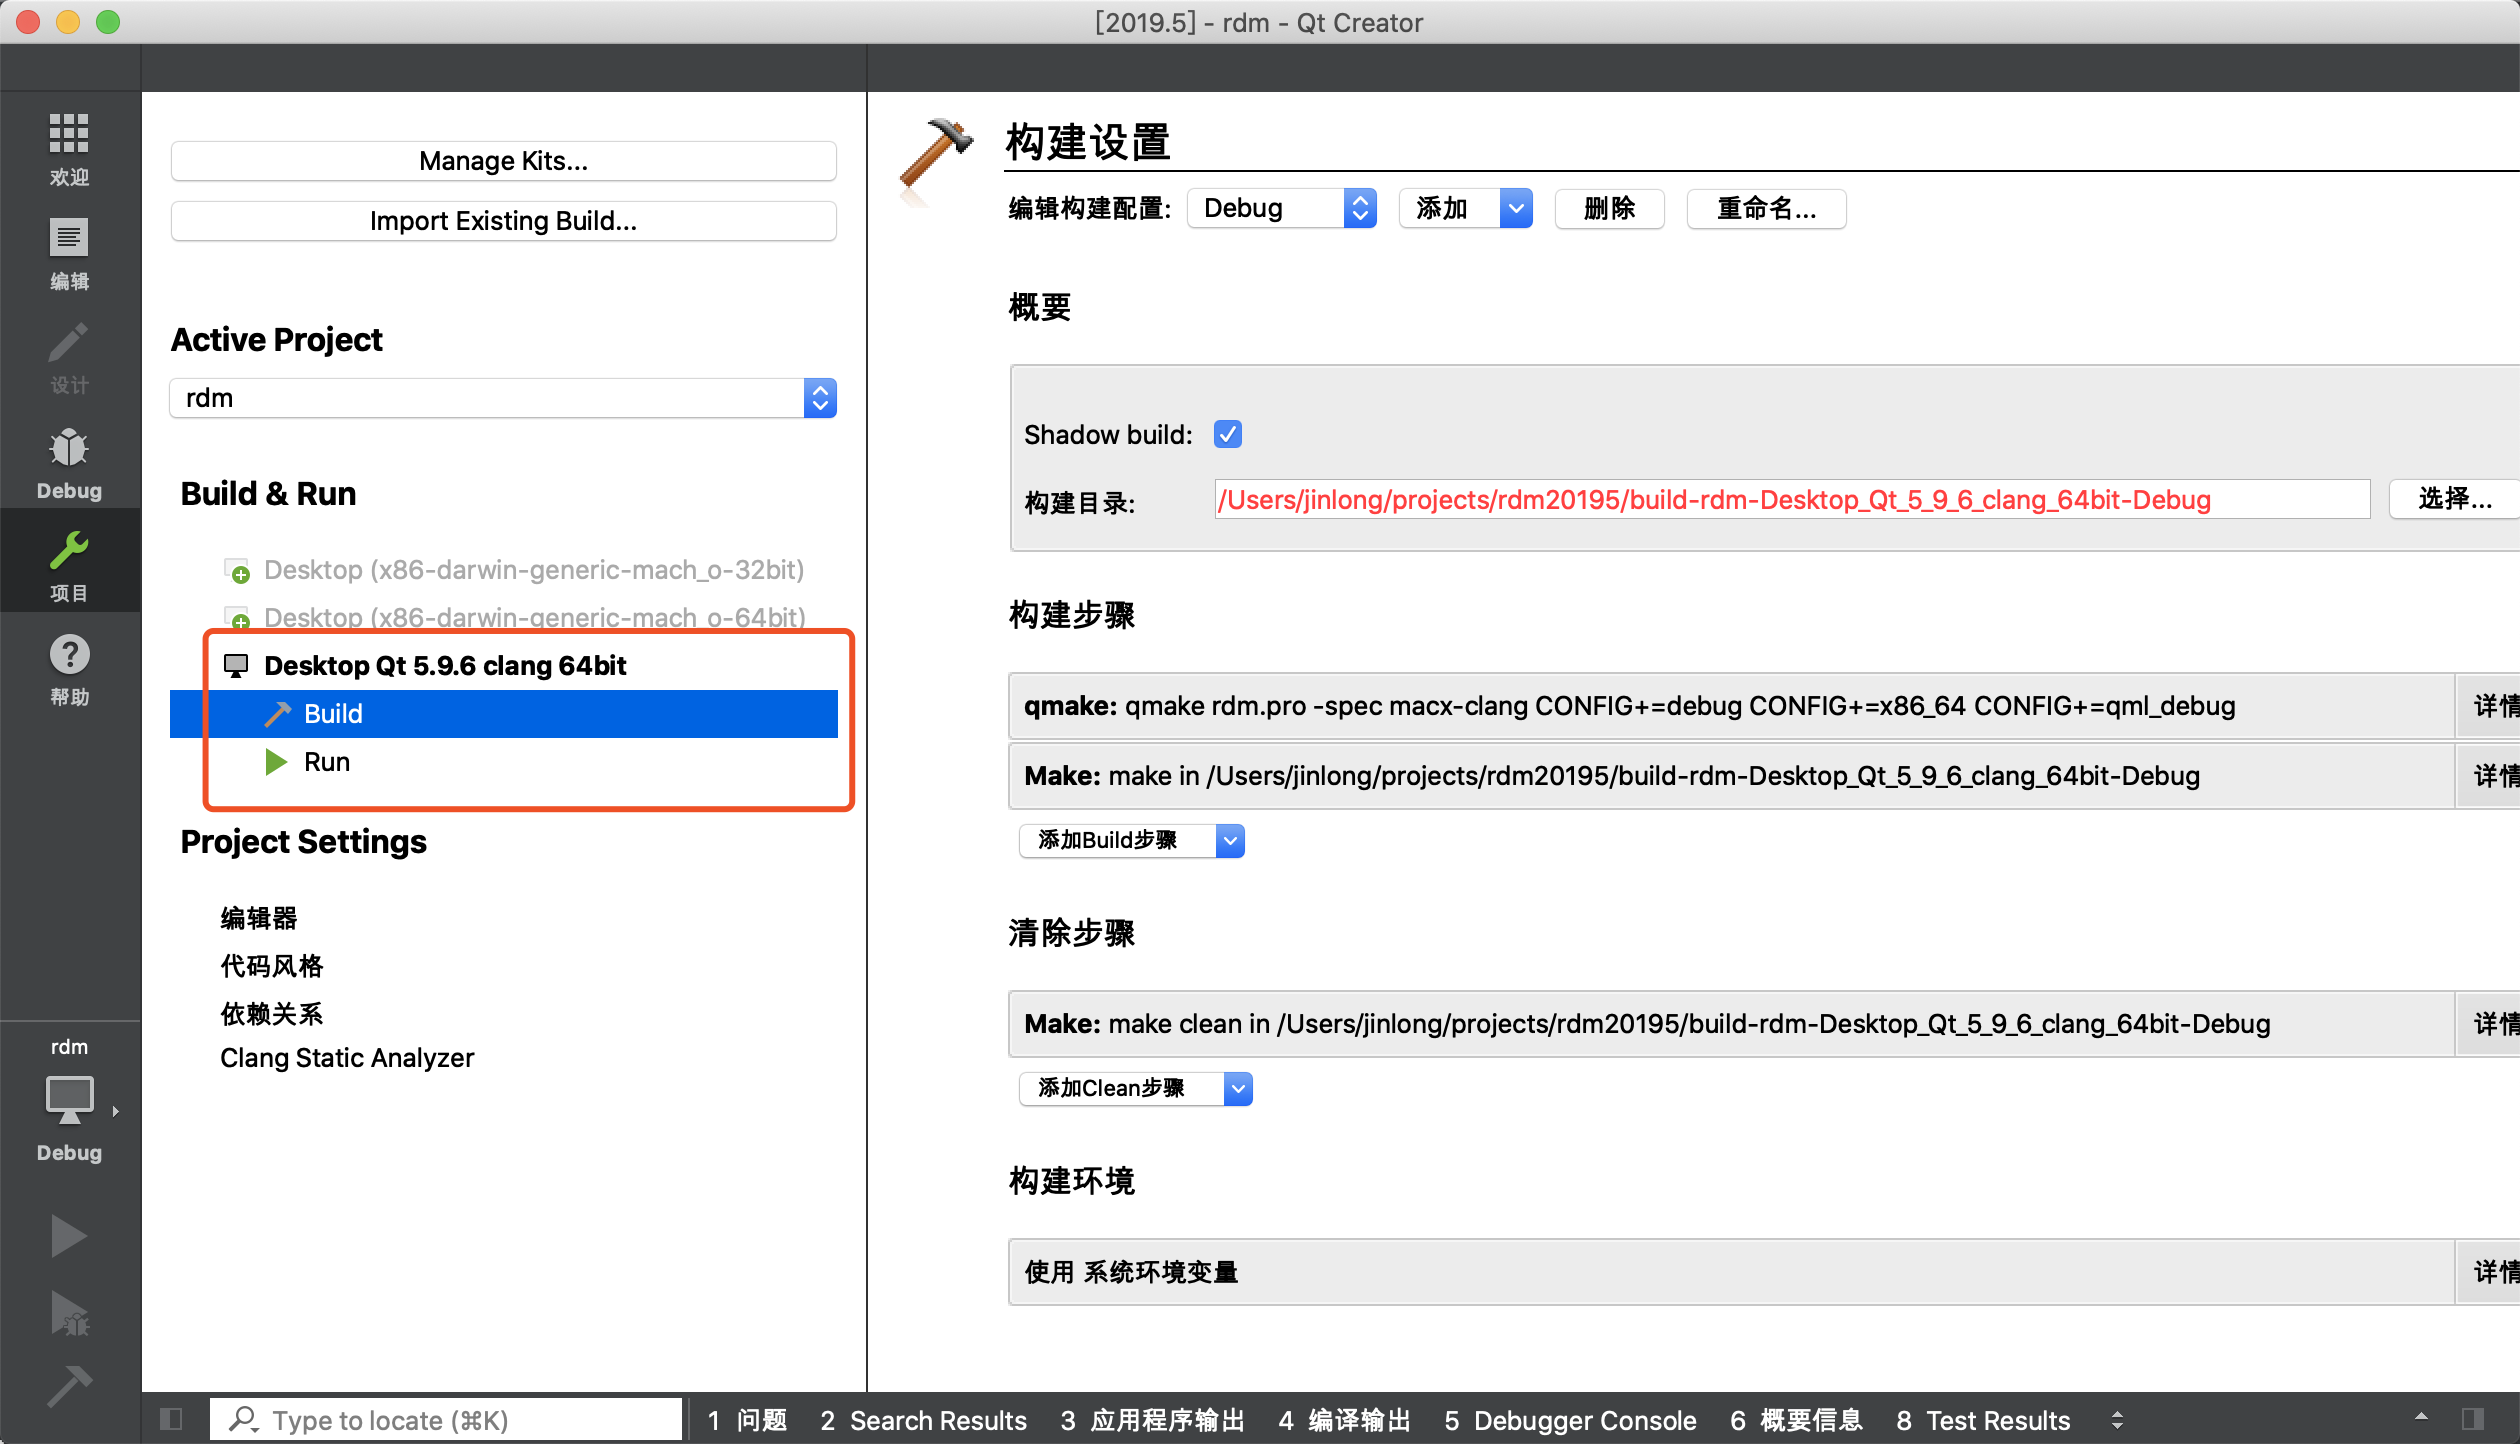 [2019.5] - rdm - Qt Creator
欢迎
编辑
设计
Debug
项目
帮助
rdm
Debug
Manage Kits...
Import Existing Build...
Active Project
rdm
Build & Run
Desktop (x86-darwin-generic-mach_o-32bit)
Desktop (x86-darwin-generic-mach_o-64bit)
Desktop Qt 5.9.6 clang 64bit
Build
Run
Project Settings
编辑器
代码风格
依赖关系
Clang Static Analyzer
构建设置
编辑构建配置: Debug 添加 删除 重命名...
概要
Shadow build:
构建目录: /Users/jinlong/projects/rdm20195/build-rdm-Desktop_Qt_5_9_6_clang_64bit-Debug 选择...
构建步骤
qmake: qmake rdm.pro -spec macx-clang CONFIG+=debug CONFIG+=x86_64 CONFIG+=qml_debug 详情
Make: make in /Users/jinlong/projects/rdm20195/build-rdm-Desktop_Qt_5_9_6_clang_64bit-Debug 详情
添加Build步骤
清除步骤
Make: make clean in /Users/jinlong/projects/rdm20195/build-rdm-Desktop_Qt_5_9_6_clang_64bit-Debug 详情
添加Clean步骤
构建环境
使用 系统环境变量 详情
Type to locate (⌘K) 1 问题 2 Search Results 3 应用程序输出 4 编译输出 5 Debugger Console 6 概要信息 8 Test Results